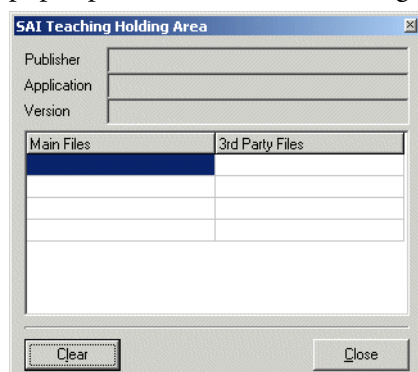 SAI Teaching Holding Area
Publisher
Application
Version
Main Files 3rd Party Files
Clear Close